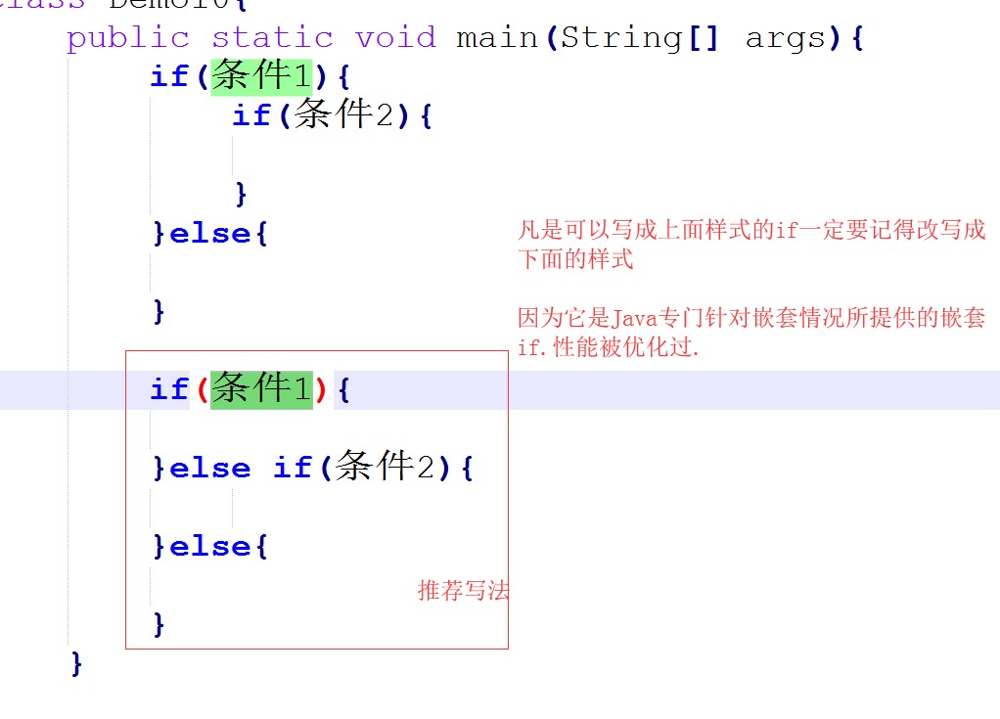 class Demo10{
public static void main(String[] args){
if(条件1){
if(条件2){
}
}else{
凡是可以写成上面样式的if一定要记得改写成
下面的样式
}
因为它是Java专门针对嵌套情况所提供的嵌套
if.性能被优化过.
if(条件1){
}else if(条件2){
}else{
推荐写法
}
}